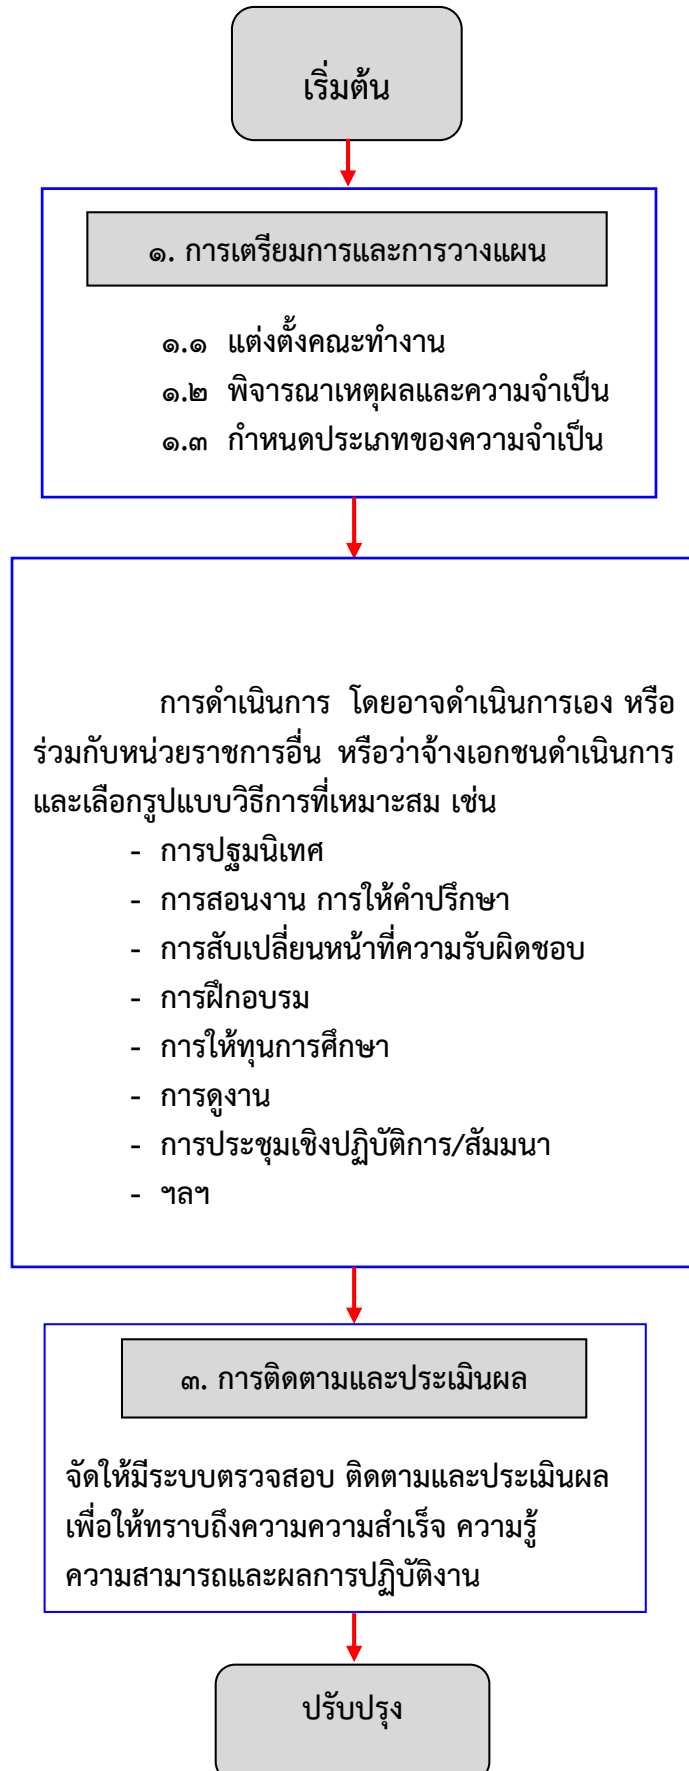 เริ่มต้น
๑. การเตรียมการและการวางแผน
๑.๑ แต่งตั้งคณะทำงาน
๑.๒ พิจารณาเหตุผลและความจำเป็น
๑.๓ กำหนดประเภทของความจำเป็น
การดำเนินการ โดยอาจดำเนินการเอง หรือ
ร่วมกับหน่วยราชการอื่น หรือว่าจ้างเอกชนดำเนินการ
และเลือกรูปแบบวิธีการที่เหมาะสม เช่น
- การปฐมนิเทศ
- การสอนงาน การให้คำปรึกษา
- การสับเปลี่ยนหน้าที่ความรับผิดชอบ
- การฝึกอบรม
- การให้ทุนการศึกษา
- การดูงาน
- การประชุมเชิงปฏิบัติการ/สัมมนา
- ฯลฯ
๓. การติดตามและประเมินผล
จัดให้มีระบบตรวจสอบ ติดตามและประเมินผล
เพื่อให้ทราบถึงความความสำเร็จ ความรู้
ความสามารถและผลการปฏิบัติงาน
ปรับปรุง